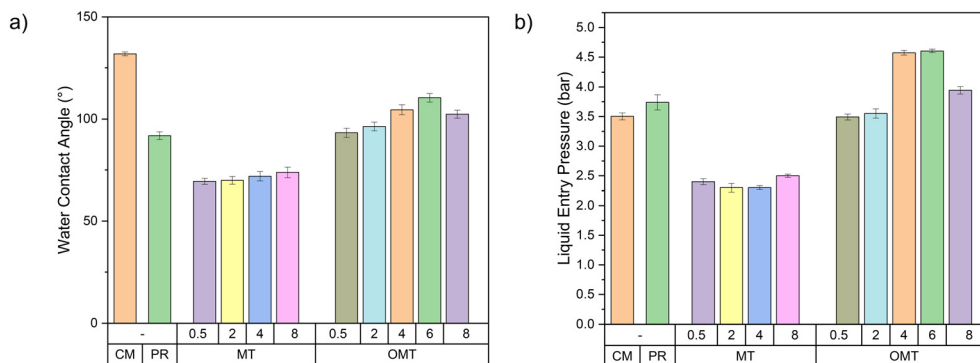 a)
Water Contact Angle (°)
150
100
50
0
- 0.5 2 4 8 0.5 2 4 6 8
CM PR MT OMT
b)
Liquid Entry Pressure (bar)
5.0
4.5
4.0
3.5
3.0
2.5
2.0
1.5
1.0
0.5
0.0
- 0.5 2 4 8 0.5 2 4 6 8
CM PR MT OMT